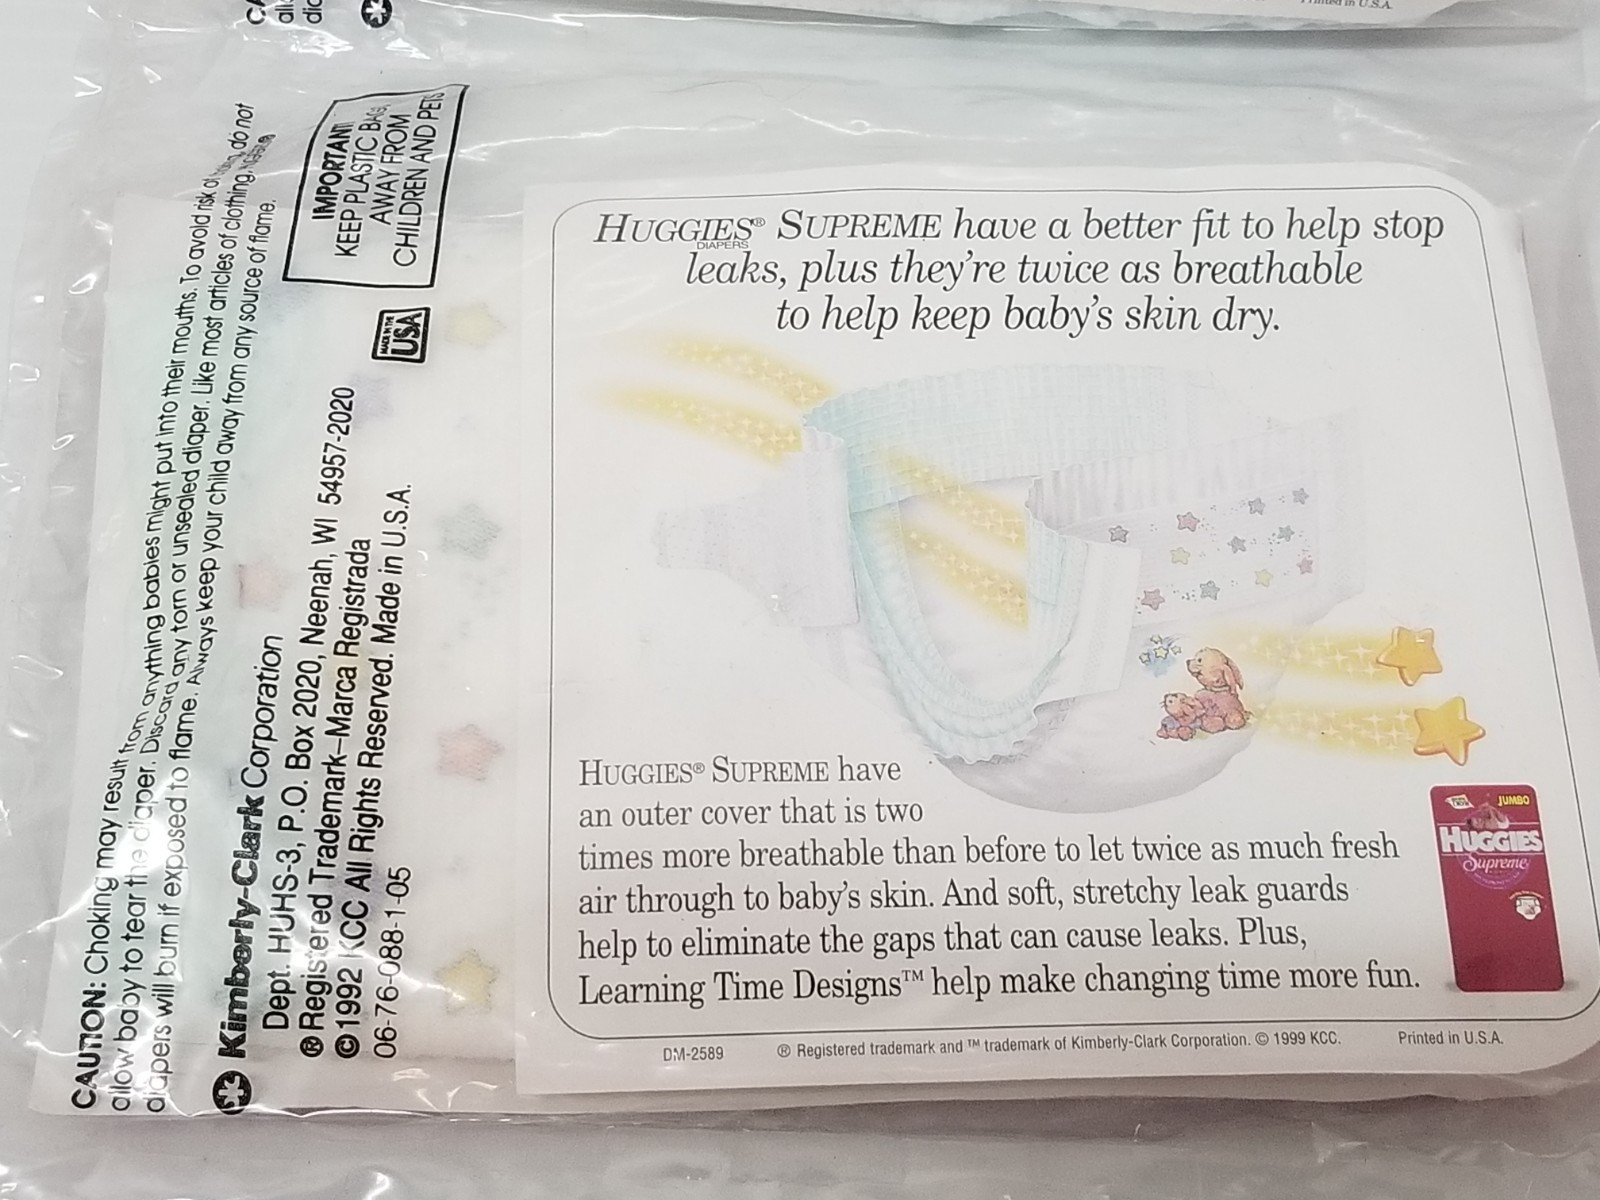 Printed in U.S.A.
CAUTION: Choking may result from anything babies might put into their mouths. To avoid risk of do not
allow baby to tear the diaper. Discard any torn or unsealed diaper. Like most articles of clothing,
diapers will burn if exposed to flame. Always keep your child away from any source of flame.
IMPORTANT
KEEP PLASTIC BAGS
AWAY FROM
CHILDREN AND PETS
MADE IN THE
USA
Kimberly-Clark Corporation
Dept. HUHS-3, P.O. Box 2020, Neenah, WI 54957-2020
® Registered Trademark–Marca Registrada
©1992 KCC All Rights Reserved. Made in U.S.A.
06-76-088-1-05
HUGGIES® SUPREME have a better fit to help stop
DIAPERS
leaks, plus they're twice as breathable
to help keep baby's skin dry.
HUGGIES® SUPREME have
an outer cover that is two
times more breathable than before to let twice as much fresh
air through to baby's skin. And soft, stretchy leak guards
help to eliminate the gaps that can cause leaks. Plus,
Learning Time Designs™ help make changing time more fun.
JUMBO
HUGGIES
Supreme
DM-2589
® Registered trademark and ™ trademark of Kimberly-Clark Corporation. © 1999 KCC.
Printed in U.S.A.